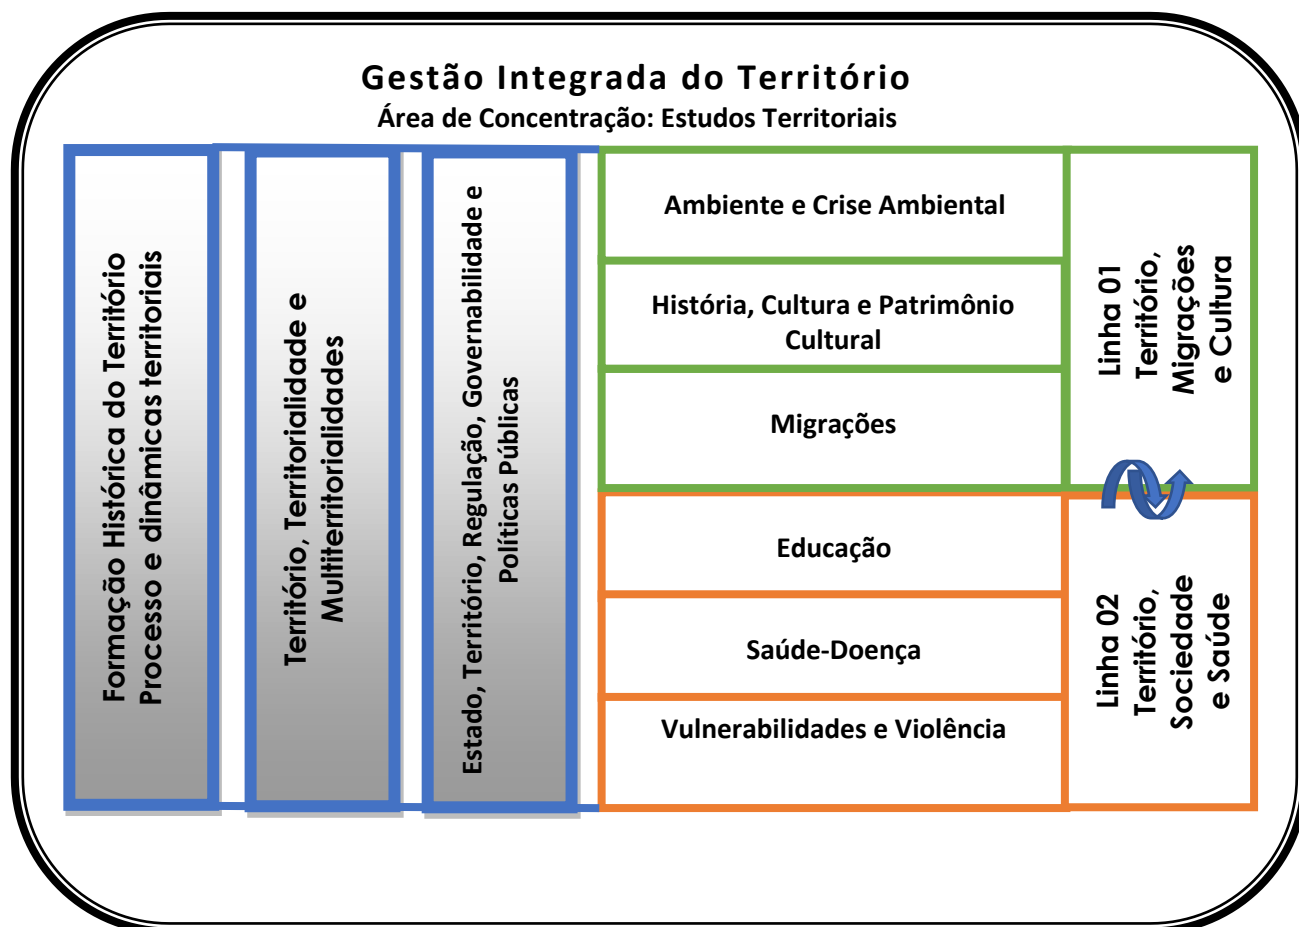 Gestão Integrada do Território
Área de Concentração: Estudos Territoriais
Formação Histórica do Território
Processo e dinâmicas territoriais
Território, Territorialidade e
Multiterritorialidades
Estado, Território, Regulação, Governabilidade e
Políticas Públicas
Ambiente e Crise Ambiental
História, Cultura e Patrimônio
Cultural
Migrações
Educação
Saúde-Doença
Vulnerabilidades e Violência
Linha 01
Território,
Migrações
e Cultura
Linha 02
Território,
Sociedade
e Saúde